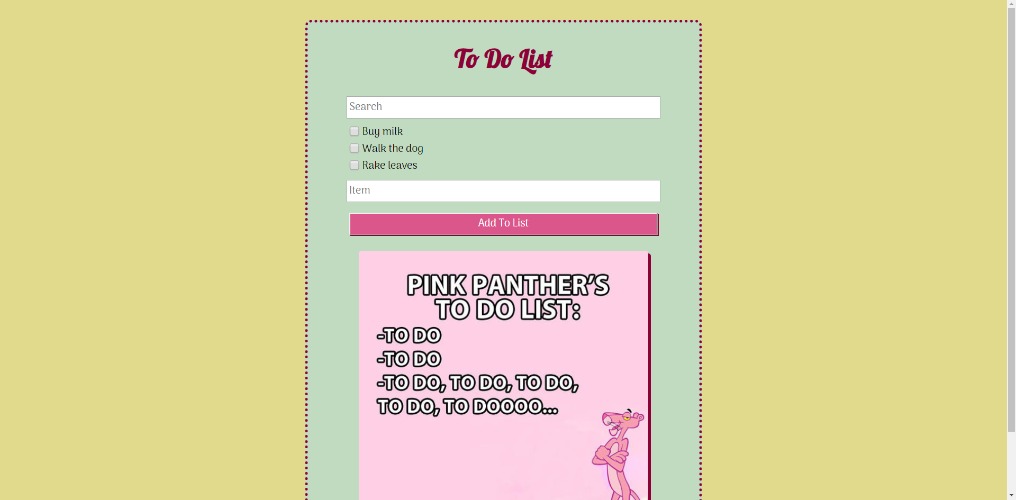 To Do List
Search
Buy milk
Walk the dog
Rake leaves
Item
Add To List
PINK PANTHER'S
TO DO LIST:
-TO DO
-TO DO
-TO DO, TO DO, TO DO,
TO DO, TO DOOOO...